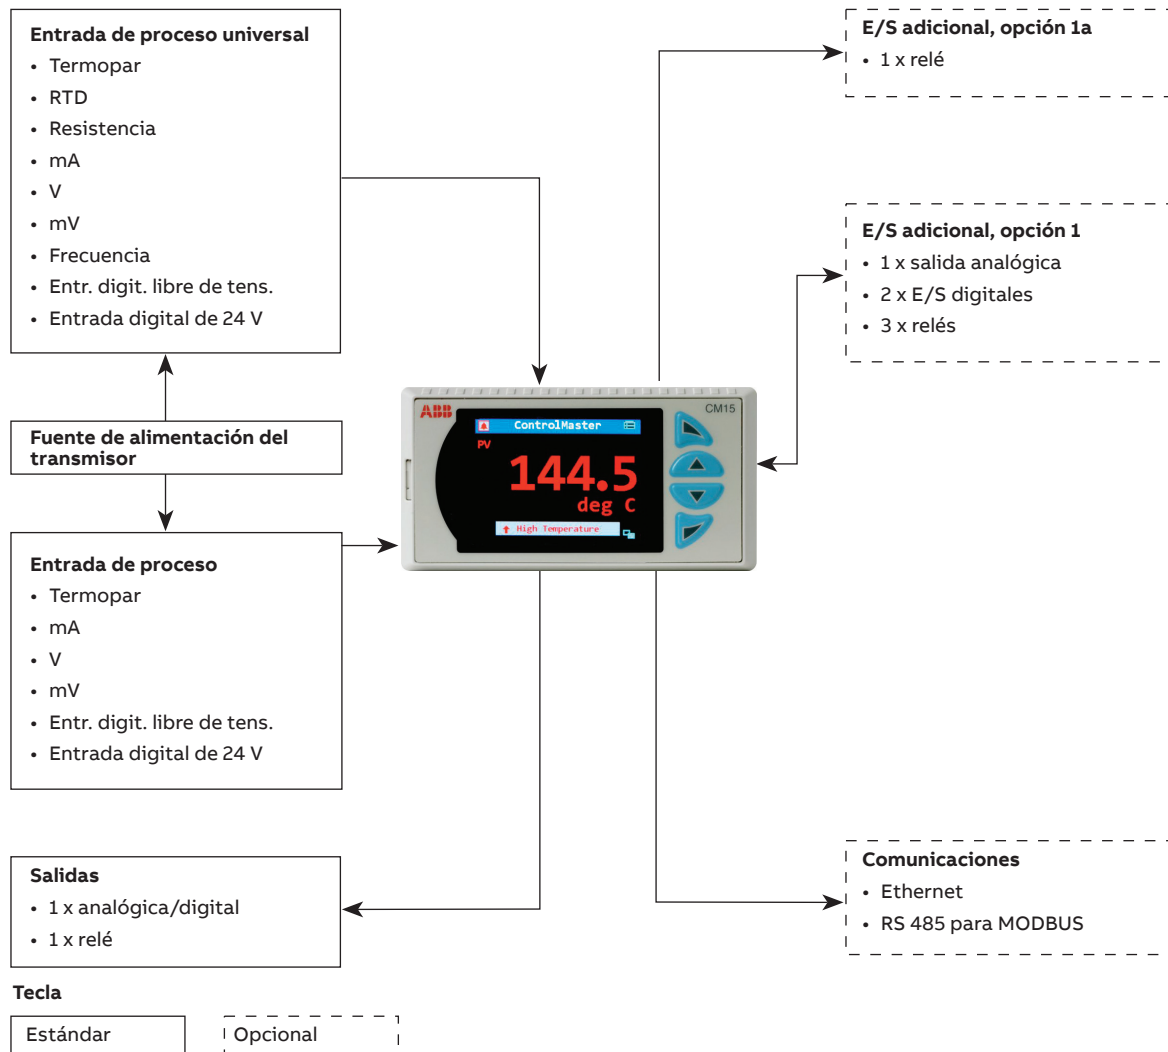 Entrada de proceso universal
• Termopar
• RTD
• Resistencia
• mA
• V
• mV
• Frecuencia
• Entr. digit. libre de tens.
• Entrada digital de 24 V
Fuente de alimentación del
transmisor
Entrada de proceso
• Termopar
• mA
• V
• mV
• Entr. digit. libre de tens.
• Entrada digital de 24 V
Salidas
• 1 x analógica/digital
• 1 x relé
ABB
CM15
ControlMaster
PV
144.5
deg C
High Temperature
E/S adicional, opción 1a
• 1 x relé
E/S adicional, opción 1
• 1 x salida analógica
• 2 x E/S digitales
• 3 x relés
Comunicaciones
• Ethernet
• RS 485 para MODBUS
Tecla
Estándar
Opcional